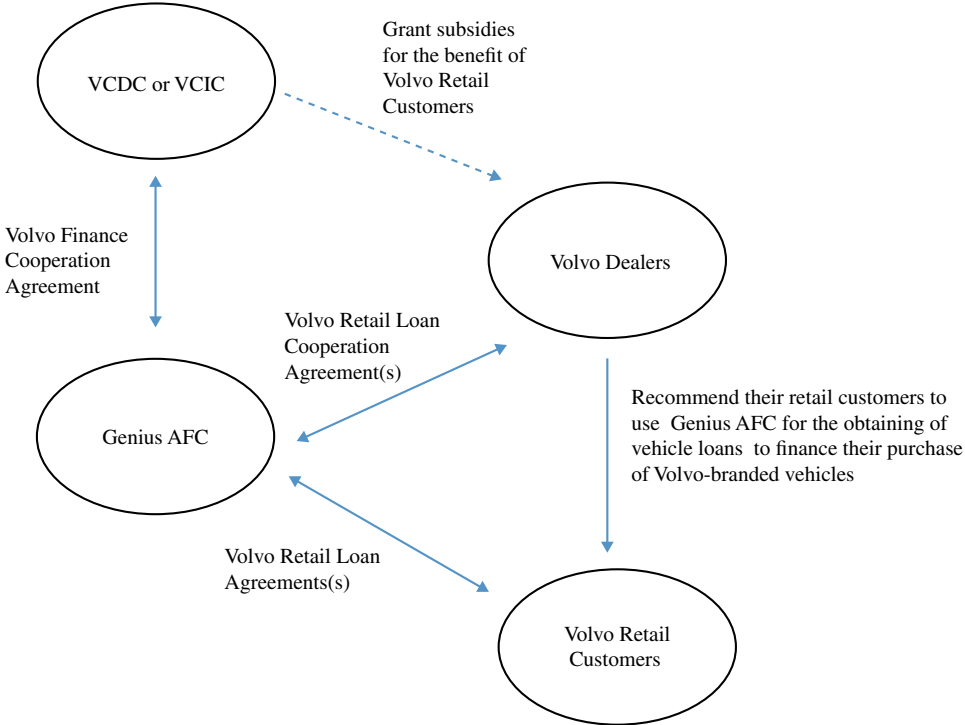 Grant subsidies
for the benefit of
Volvo Retail
Customers
VCDC or VCIC
Volvo Dealers
Volvo Finance
Cooperation
Agreement
Volvo Retail Loan
Cooperation
Agreement(s)
Genius AFC
Recommend their retail customers to
use Genius AFC for the obtaining of
vehicle loans to finance their purchase
of Volvo-branded vehicles
Volvo Retail Loan
Agreements(s)
Volvo Retail
Customers